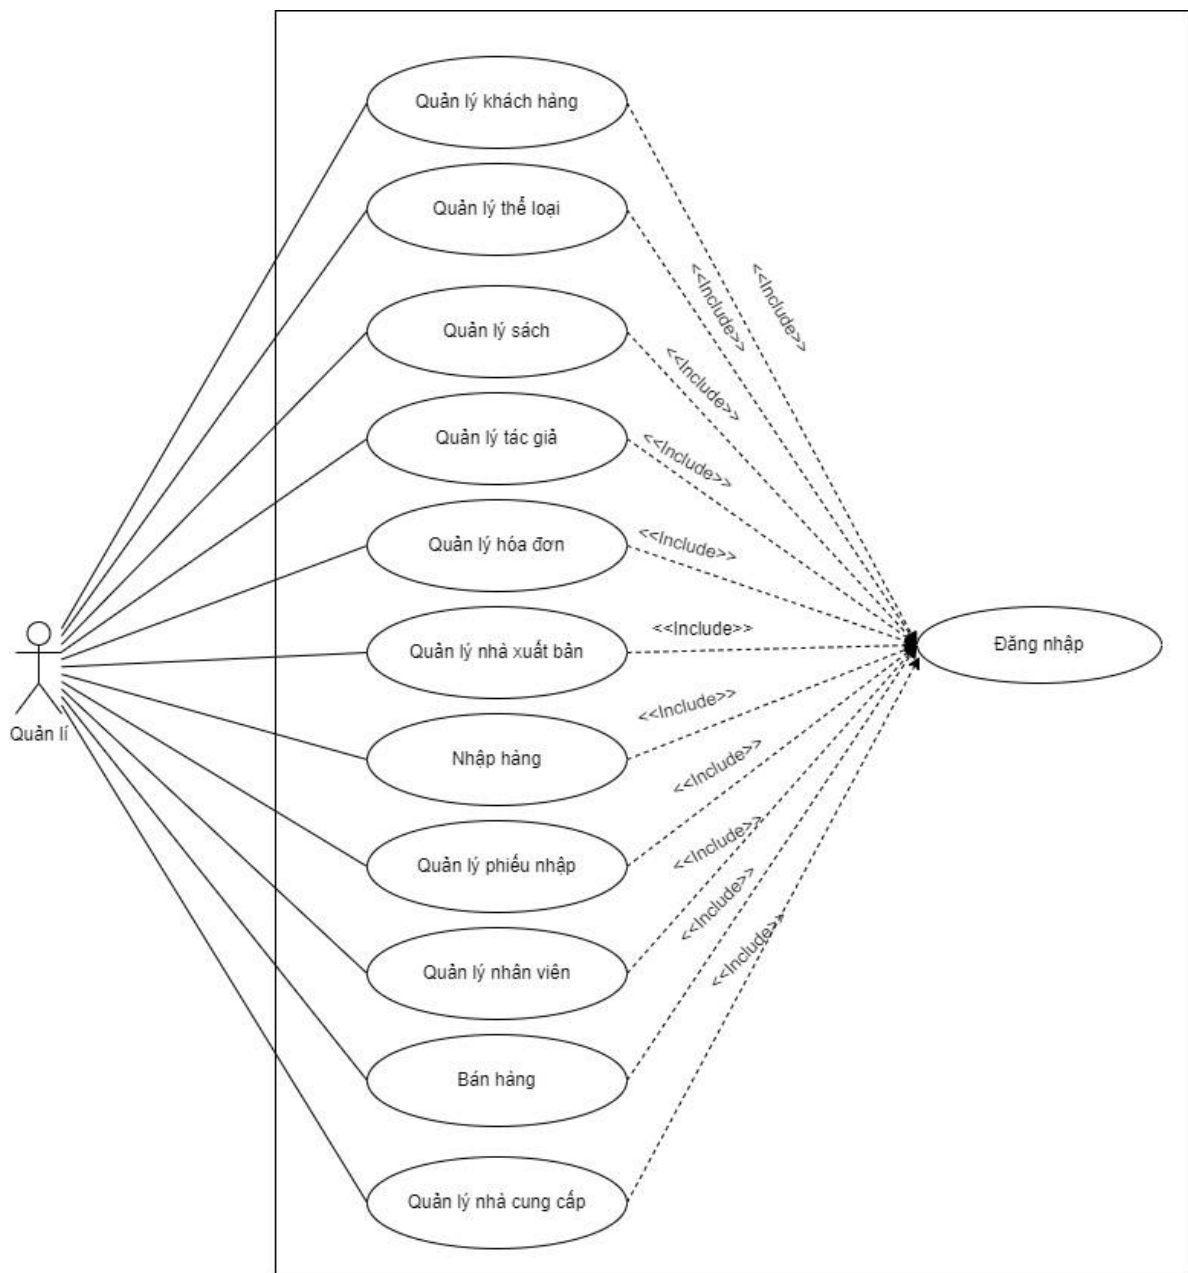 Quản lý khách hàng
Quản lý thể loại
<<Include>>
<<Include>>
Quản lý sách
<<Include>>
Quản lý tác giả
<<Include>>
Quản lý hóa đơn
<<Include>>
Quản lý nhà xuất bản
<<Include>>
Đăng nhập
Quản lí
<<Include>>
Nhập hàng
<<Include>>
Quản lý phiếu nhập
<<Include>>
Quản lý nhân viên
<<Include>>
<<Include>>
Bán hàng
Quản lý nhà cung cấp